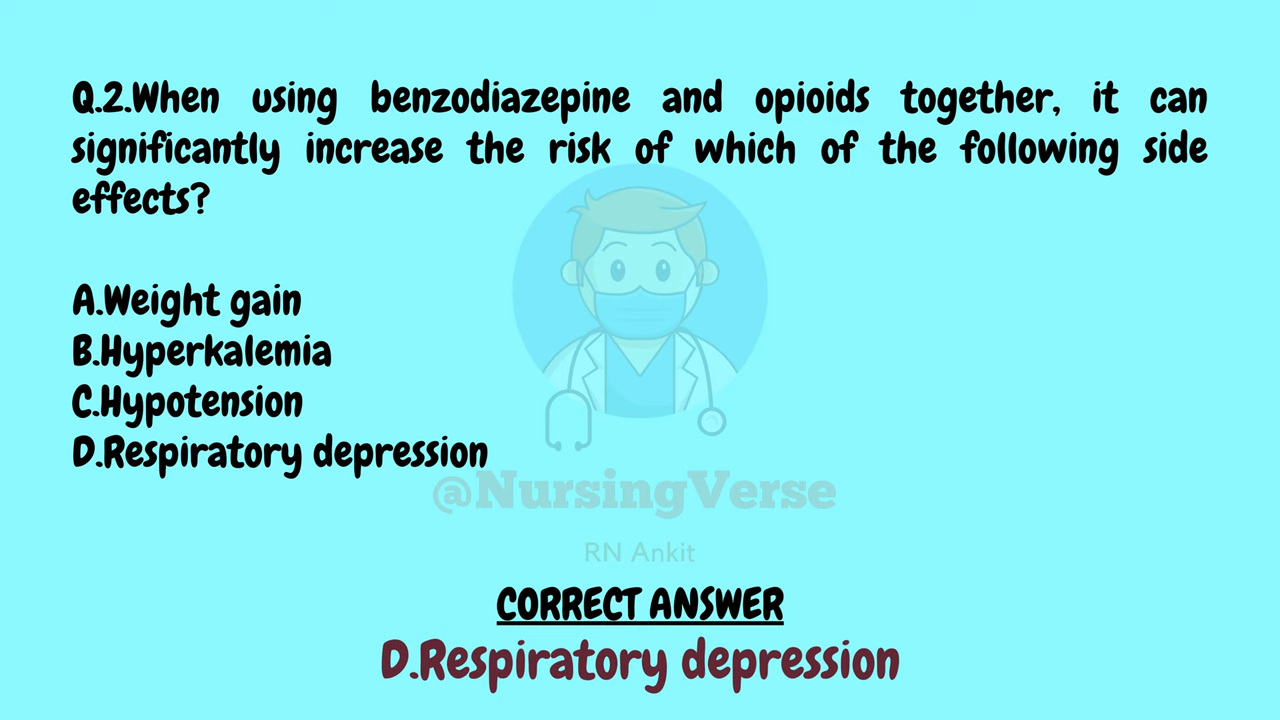 Q.2.When using benzodiazepine and opioids together, it can
significantly increase the risk of which of the following side
effects?
A.Weight gain
B.Hyperkalemia
C.Hypotension
D.Respiratory depression
@NursingVerse
RN Ankit
CORRECT ANSWER
D.Respiratory depression